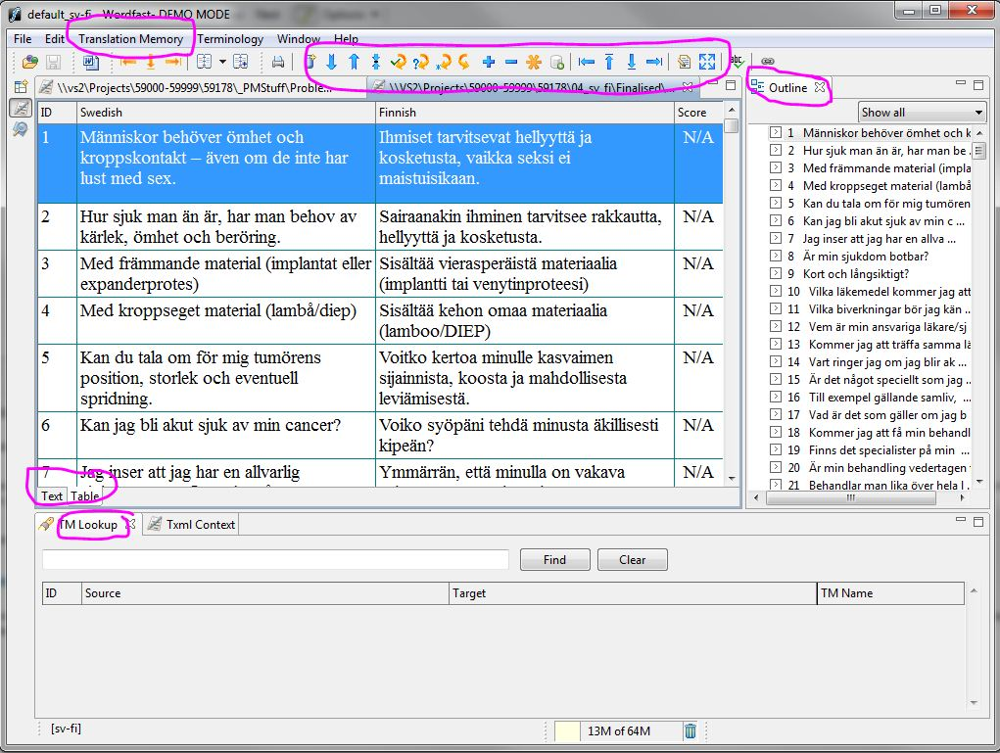 default_sv-fi - Wordfast- DEMO MODE
File Edit Translation Memory Terminology Window Help
\\vs2\Projects\59000-59999\59178\_PMStuff\Proble... \\VS2\Projects\59000-59999\59178\04_sv_fi\Finalised\...
Outline
Show all
ID Swedish Finnish Score
1 Människor behöver ömhet och Ihmiset tarvitsevat hellyyttä ja N/A
kroppskontakt – även om de inte har kosketusta, vaikka seksi ei
lust med sex. maistuisikaan.
2 Hur sjuk man än är, har man behov av Sairaanakin ihminen tarvitsee rakkautta, N/A
kärlek, ömhet och beröring. hellyyttä ja kosketusta.
3 Med främmande material (implantat eller Sisältää vierasperäistä materiaalia N/A
expanderprotes) (implantti tai venytinproteesi)
4 Med kroppseget material (lambå/diep) Sisältää kehon omaa materiaalia N/A
(lamboo/DIEP)
5 Kan du tala om för mig tumörens Voitko kertoa minulle kasvaimen N/A
position, storlek och eventuell sijainnista, koosta ja mahdollisesta
spridning. leviämisestä.
6 Kan jag bli akut sjuk av min cancer? Voiko syöpäni tehdä minusta äkillisesti N/A
kipeän?
7 Jag inser att jag har en allvarlig Ymmärrän, että minulla on vakava N/A
Text Table
1 Människor behöver ömhet och k
2 Hur sjuk man än är, har man be ...
3 Med främmande material (impla
4 Med kroppseget material (lambå
5 Kan du tala om för mig tumören
6 Kan jag bli akut sjuk av min c ...
7 Jag inser att jag har en allva ...
8 Är min sjukdom botbar?
9 Kort och långsiktigt?
10 Vilka läkemedel kommer jag att
11 Vilka biverkningar bör jag kän
12 Vem är min ansvariga läkare/sj
13 Kommer jag att träffa samma lä
14 Vart ringer jag om jag blir ak ...
15 Är det något speciellt som jag
16 Till exempel gällande samliv, ...
17 Vad är det som gäller om jag b
18 Kommer jag att få min behandl
19 Finns det specialister på min ...
20 Är min behandling vedertagen
21 Behandlar man lika över hela l ...
TM Lookup Txml Context
Find Clear
ID Source Target TM Name
[sv-fi] 13M of 64M